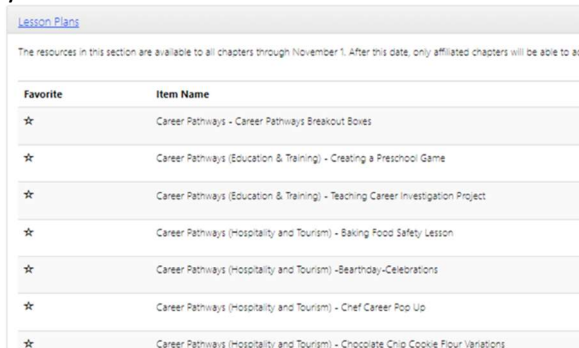 Lesson Plans
The resources in this section are available to all chapters through November 1. After this date, only affiliated chapters will be able to
Favorite Item Name
☆ Career Pathways - Career Pathways Breakout Boxes
☆ Career Pathways (Education & Training) - Creating a Preschool Game
☆ Career Pathways (Education & Training) - Teaching Career Investigation Project
☆ Career Pathways (Hospitality and Tourism) - Baking Food Safety Lesson
☆ Career Pathways (Hospitality and Tourism) -Bearthday-Celebrations
☆ Career Pathways (Hospitality and Tourism) - Chef Career Pop Up
☆ Career Pathways (Hospitality and Tourism) - Chocolate Chip Cookie Flour Variations